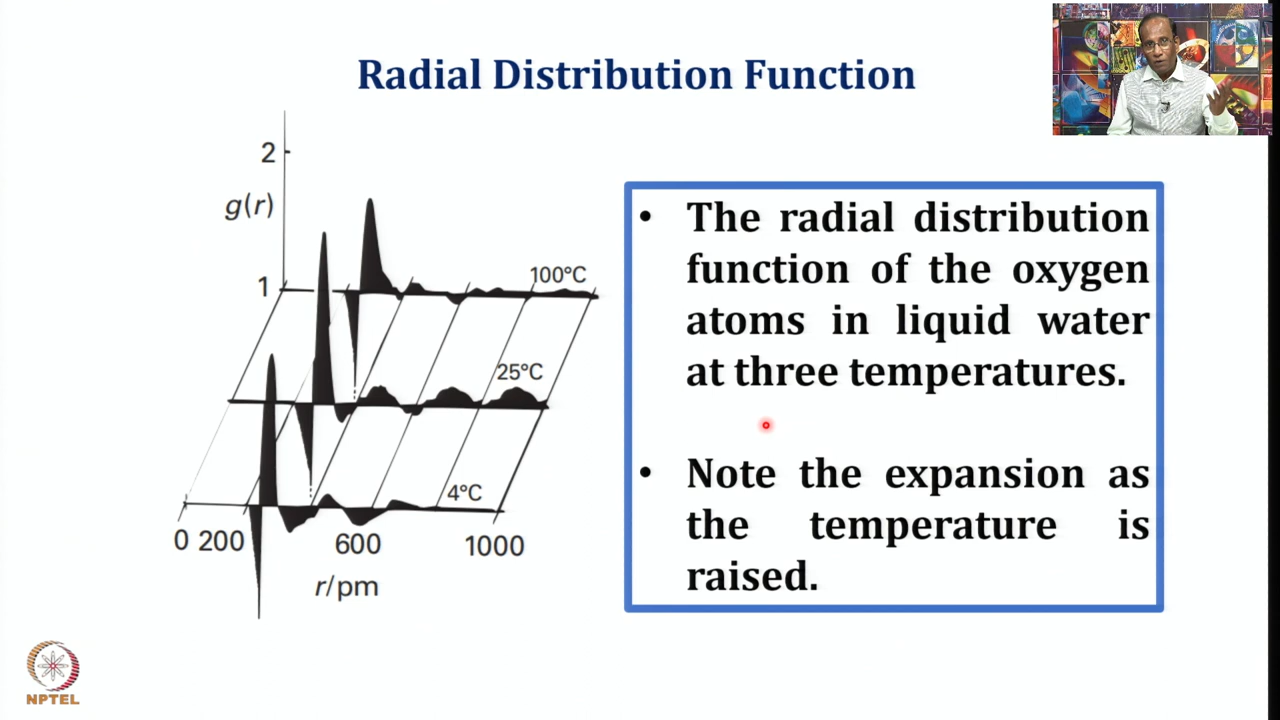 Radial Distribution Function
2
g(r)
1
100°C
25°C
4°C
0 200 600 1000
r/pm
• The radial distribution
function of the oxygen
atoms in liquid water
at three temperatures.
• Note the expansion as
the temperature is
raised.
NPTEL